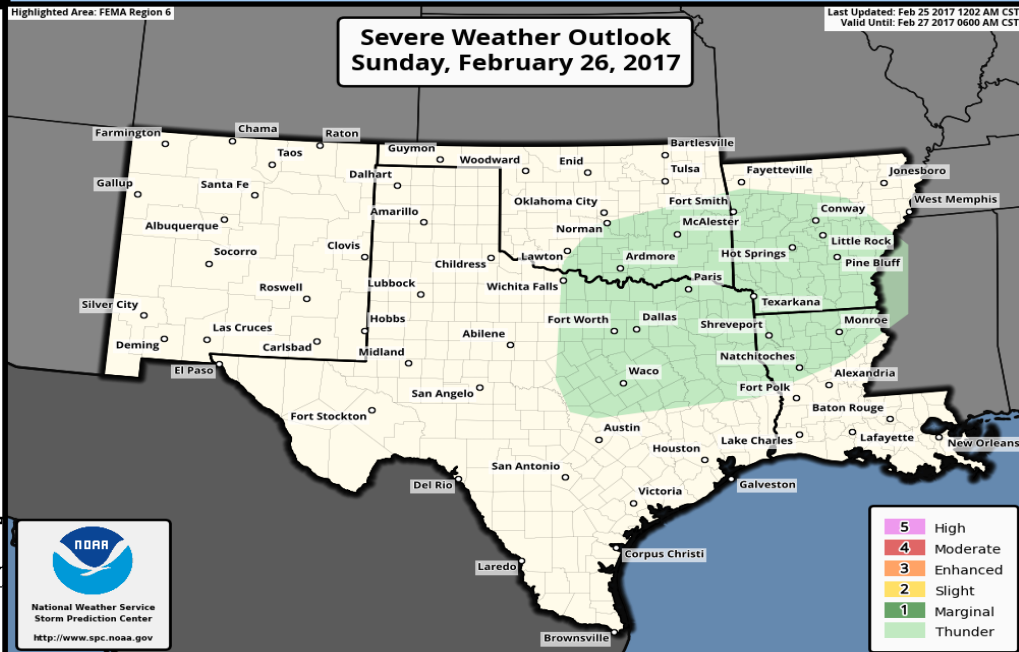 Highlighted Area: FEMA Region 6
Last Updated: Feb 25 2017 1202 AM CST
Valid Until: Feb 27 2017 0600 AM CST
Severe Weather Outlook
Sunday, February 26, 2017
Farmington
Chama
Raton
Taos
Guymon
Woodward
Enid
Bartlesville
Tulsa
Fayetteville
Jonesboro
Gallup
Santa Fe
Dalhart
Amarillo
Oklahoma City
Fort Smith
Conway
West Memphis
Albuquerque
Norman
McAlester
Little Rock
Socorro
Clovis
Childress
Lawton
Ardmore
Hot Springs
Pine Bluff
Roswell
Lubbock
Wichita Falls
Paris
Texarkana
Silver City
Las Cruces
Hobbs
Abilene
Fort Worth
Dallas
Shreveport
Monroe
Deming
Carlsbad
Midland
Natchitoches
El Paso
San Angelo
Waco
Fort Polk
Alexandria
Fort Stockton
Austin
Baton Rouge
Houston
Lake Charles
Lafayette
New Orleans
San Antonio
Del Rio
Victoria
Galveston
Corpus Christi
Laredo
Brownsville
NOAA
National Weather Service
Storm Prediction Center
http://www.spc.noaa.gov
5 High
4 Moderate
3 Enhanced
2 Slight
1 Marginal
Thunder